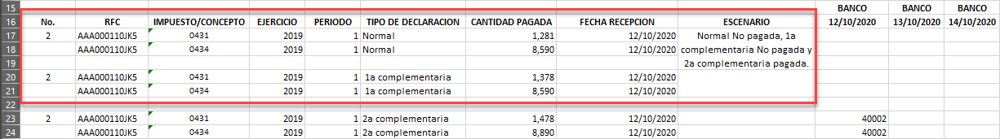 15 BANCO BANCO BANCO
16 No. RFC IMPUESTO/CONCEPTO EJERCICIO PERIODO TIPO DE DECLARACION CANTIDAD PAGADA FECHA RECEPCION ESCENARIO 12/10/2020 13/10/2020 14/10/2020
17 2 AAA000110JK5 0431 2019 1 Normal 1,281 12/10/2020 Normal No pagada, 1a
18 AAA000110JK5 0434 2019 1 Normal 8,590 12/10/2020 complementaria No pagada y
19 2a complementaria pagada.
20 2 AAA000110JK5 0431 2019 1 1a complementaria 1,378 12/10/2020
21 AAA000110JK5 0434 2019 1 1a complementaria 8,590 12/10/2020
22
23 2 AAA000110JK5 0431 2019 1 2a complementaria 1,478 12/10/2020 40002
24 AAA000110JK5 0434 2019 1 2a complementaria 8,890 12/10/2020 40002